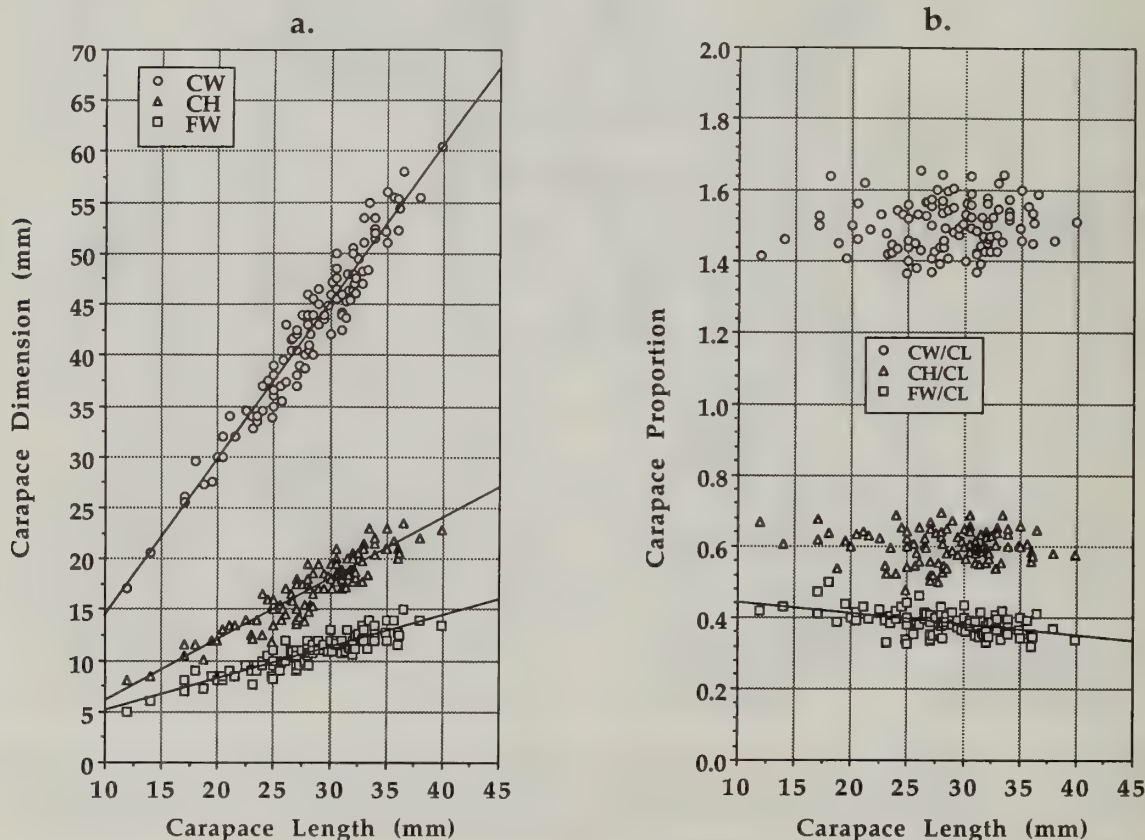 a.
70
65
60
55
50
45
40
35
30
25
20
15
10
5
0
CW
CH
FW
10 15 20 25 30 35 40 45
Carapace Dimension (mm)
Carapace Length (mm)
b.
2.0
1.8
1.6
1.4
1.2
1.0
0.8
0.6
0.4
0.2
0.0
CW/CL
CH/CL
FW/CL
10 15 20 25 30 35 40 45
Carapace Proportion
Carapace Length (mm)